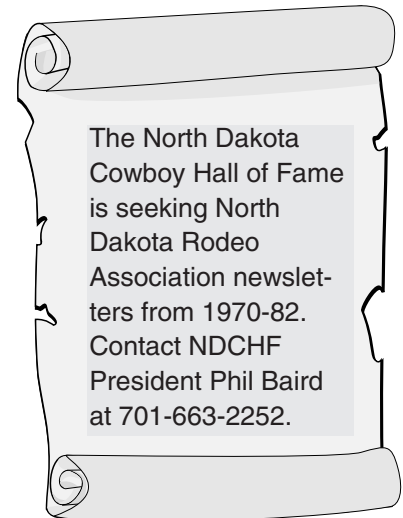 The North Dakota
Cowboy Hall of Fame
is seeking North
Dakota Rodeo
Association newslet-
ters from 1970-82.
Contact NDCHF
President Phil Baird
at 701-663-2252.